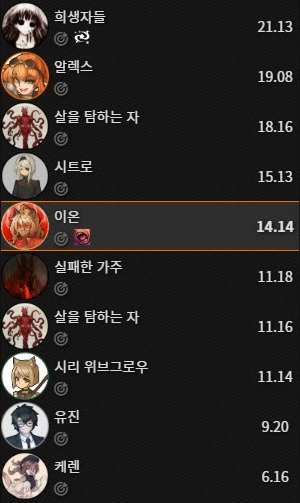 희생자들
21.13
알렉스
19.08
살을 탐하는 자
18.16
시트로
15.13
이온
14.14
실패한 가주
11.18
살을 탐하는 자
11.16
시리 위브그로우
11.14
유진
9.20
케렌
6.16